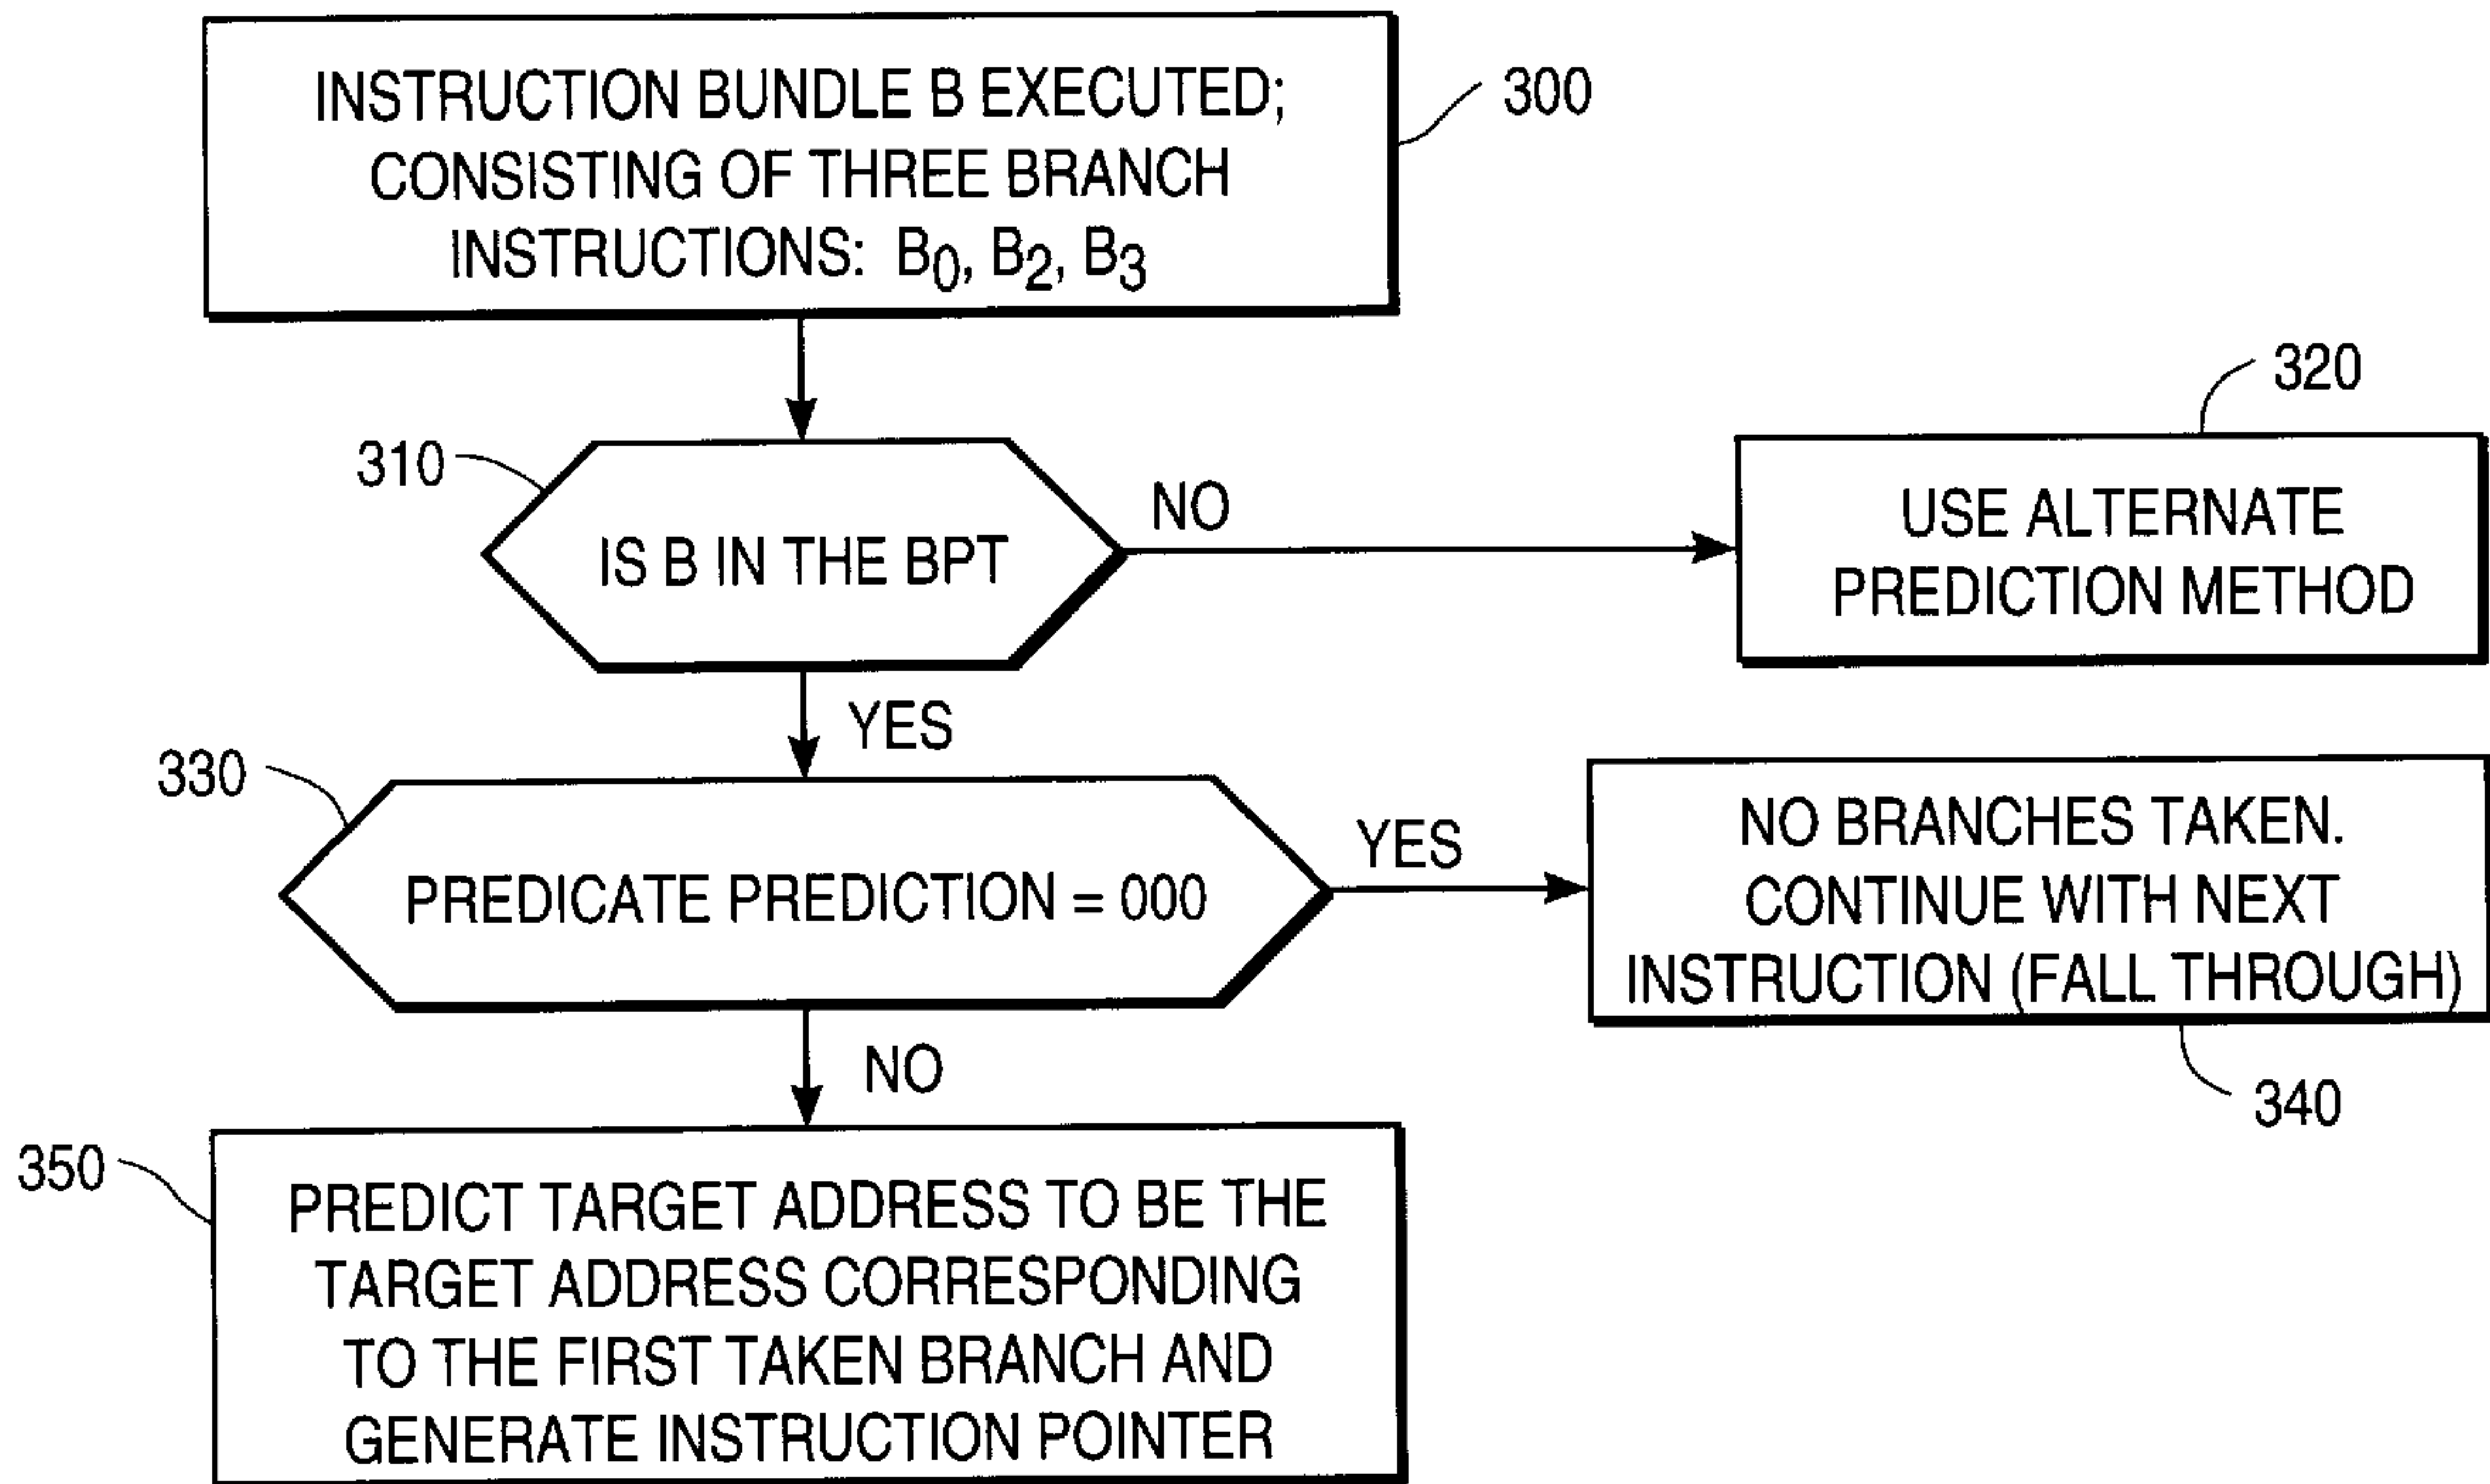 INSTRUCTION BUNDLE B EXECUTED;
CONSISTING OF THREE BRANCH
INSTRUCTIONS: B0, B2, B3
300
310
IS B IN THE BPT
NO
320
USE ALTERNATE
PREDICTION METHOD
YES
330
PREDICATE PREDICTION = 000
YES
NO BRANCHES TAKEN.
CONTINUE WITH NEXT
INSTRUCTION (FALL THROUGH)
340
NO
350
PREDICT TARGET ADDRESS TO BE THE
TARGET ADDRESS CORRESPONDING
TO THE FIRST TAKEN BRANCH AND
GENERATE INSTRUCTION POINTER